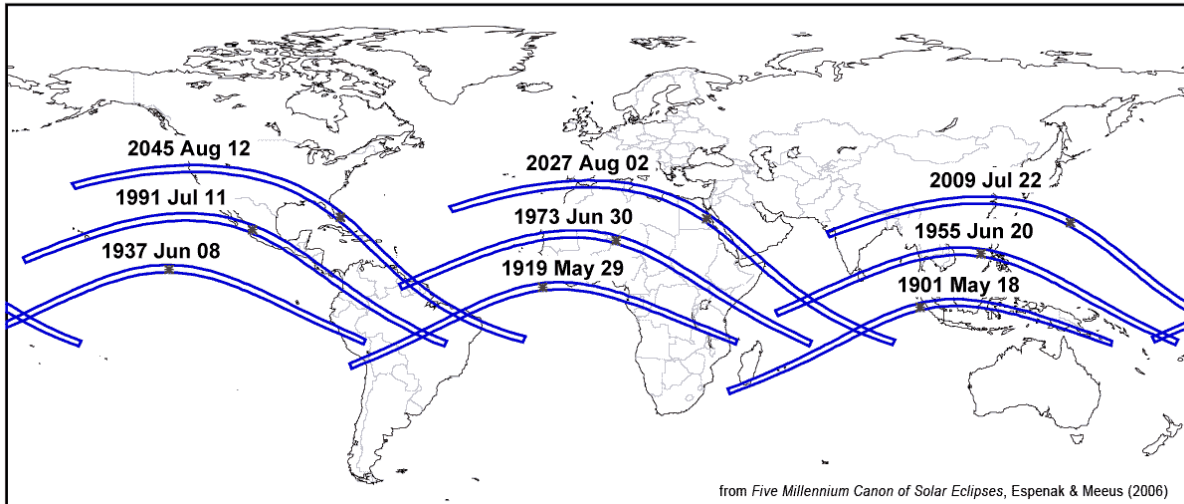 2045 Aug 12
2027 Aug 02
2009 Jul 22
1991 Jul 11
1973 Jun 30
1955 Jun 20
1937 Jun 08
1919 May 29
1901 May 18
from Five Millennium Canon of Solar Eclipses, Espenak & Meeus (2006)